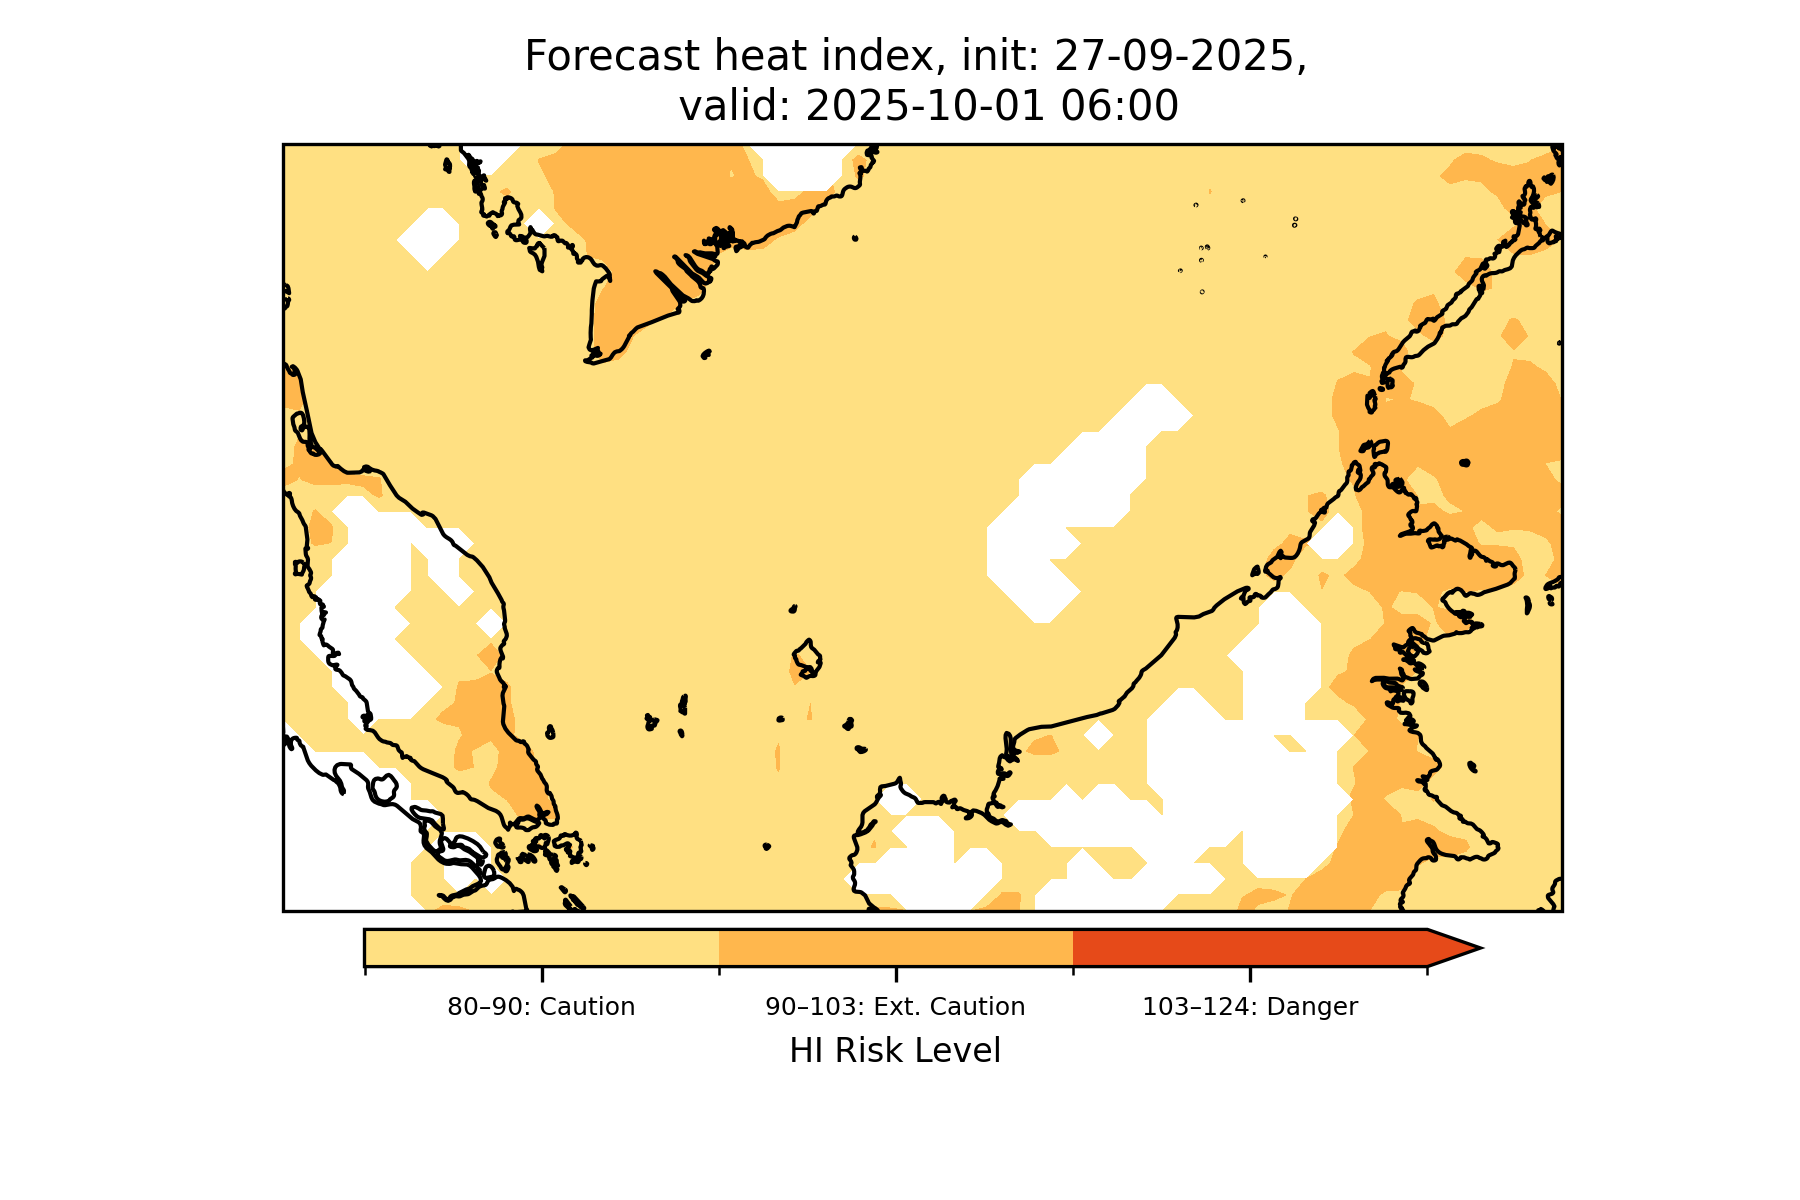 Forecast heat index, init: 27-09-2025,
valid: 2025-10-01 06:00
80–90: Caution
90–103: Ext. Caution
103–124: Danger
HI Risk Level